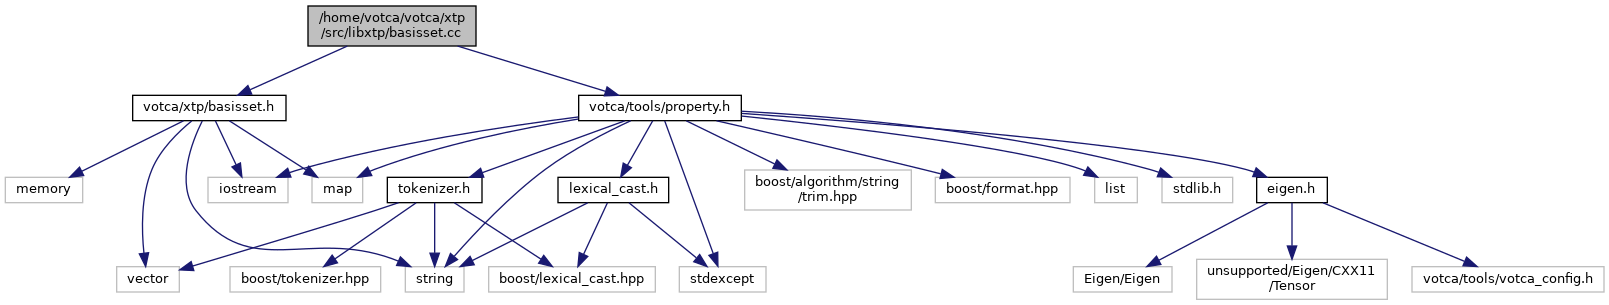 /home/votca/votca/xtp
/src/libxtp/basisset.cc
votca/xtp/basisset.h
votca/tools/property.h
memory
iostream
map
tokenizer.h
lexical_cast.h
boost/algorithm/string
/trim.hpp
boost/format.hpp
list
stdlib.h
eigen.h
vector
boost/tokenizer.hpp
string
boost/lexical_cast.hpp
stdexcept
Eigen/Eigen
unsupported/Eigen/CXX11
/Tensor
votca/tools/votca_config.h